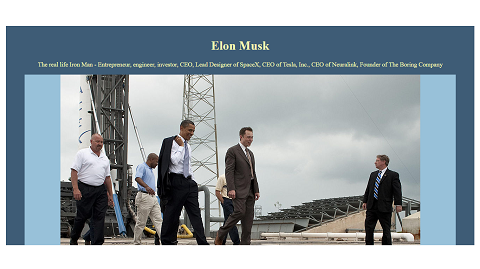 Elon Musk
The real life Iron Man - Entrepreneur, engineer, investor, CEO, Lead Designer of SpaceX, CEO of Tesla, Inc., CEO of Neuralink, Founder of The Boring Company